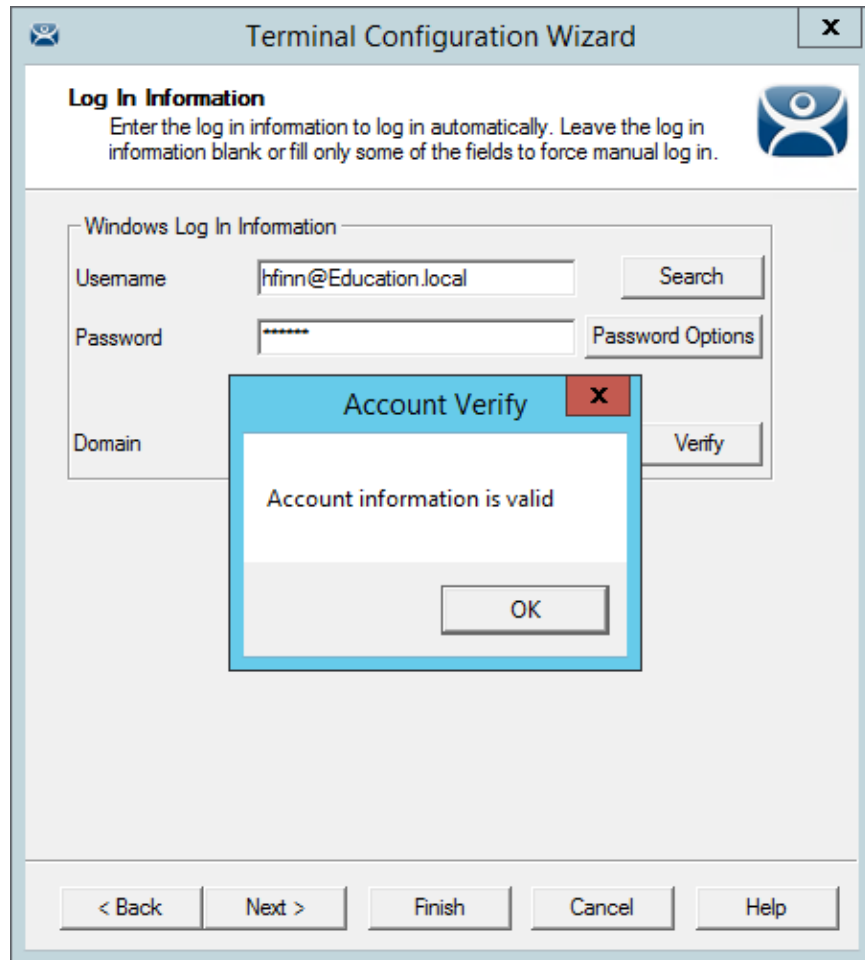 Terminal Configuration Wizard
x
Log In Information
Enter the log in information to log in automatically. Leave the log in
information blank or fill only some of the fields to force manual log in.
Windows Log In Information
Username
hfinn@Education.local
Search
Password
******
Password Options
Account Verify
x
Domain
Verify
Account information is valid
OK
< Back
Next >
Finish
Cancel
Help